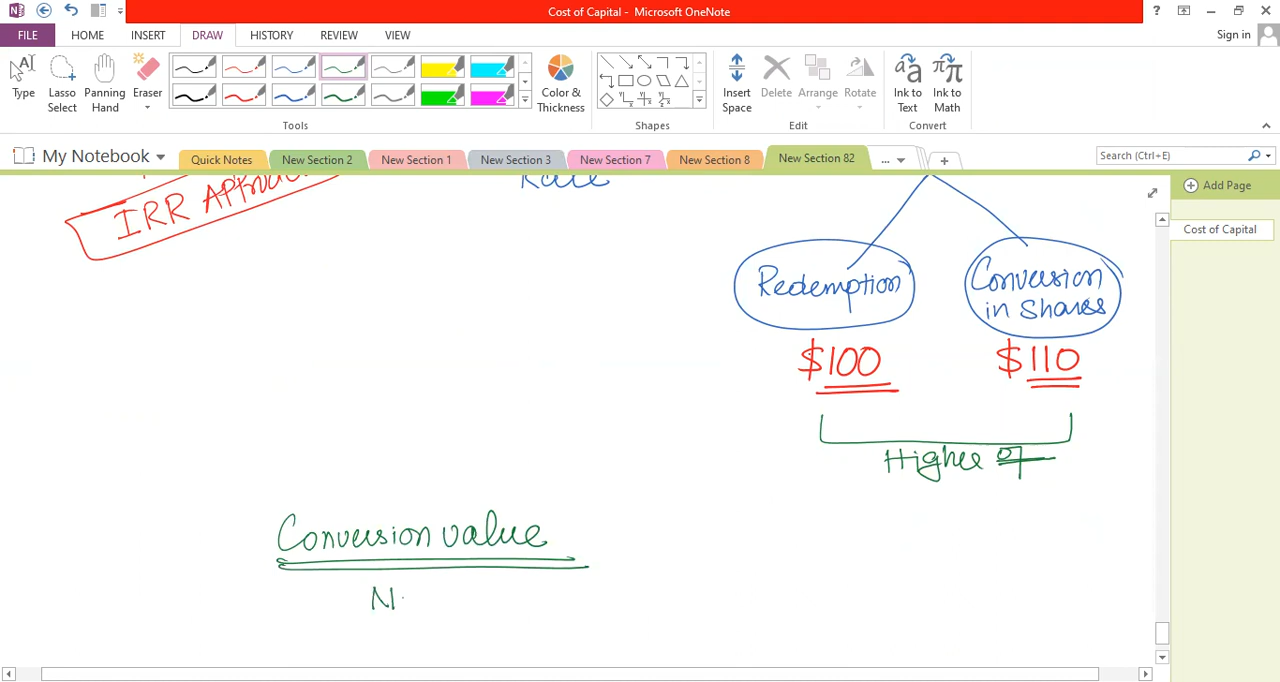 Cost of Capital - Microsoft OneNote
FILE HOME INSERT DRAW HISTORY REVIEW VIEW
Sign in
Type
Lasso Select
Panning Hand
Eraser
Color & Thickness
Insert Space
Delete
Arrange
Rotate
Ink to Text
Ink to Math
Tools
Shapes
Edit
Convert
My Notebook
Quick Notes
New Section 2
New Section 1
New Section 3
New Section 7
New Section 8
New Section 82
...
Search (Ctrl+E)
Add Page
Cost of Capital
IRR
Redemption
Conversion
in Shares
$100
$110
Higher of
Conversion value
N